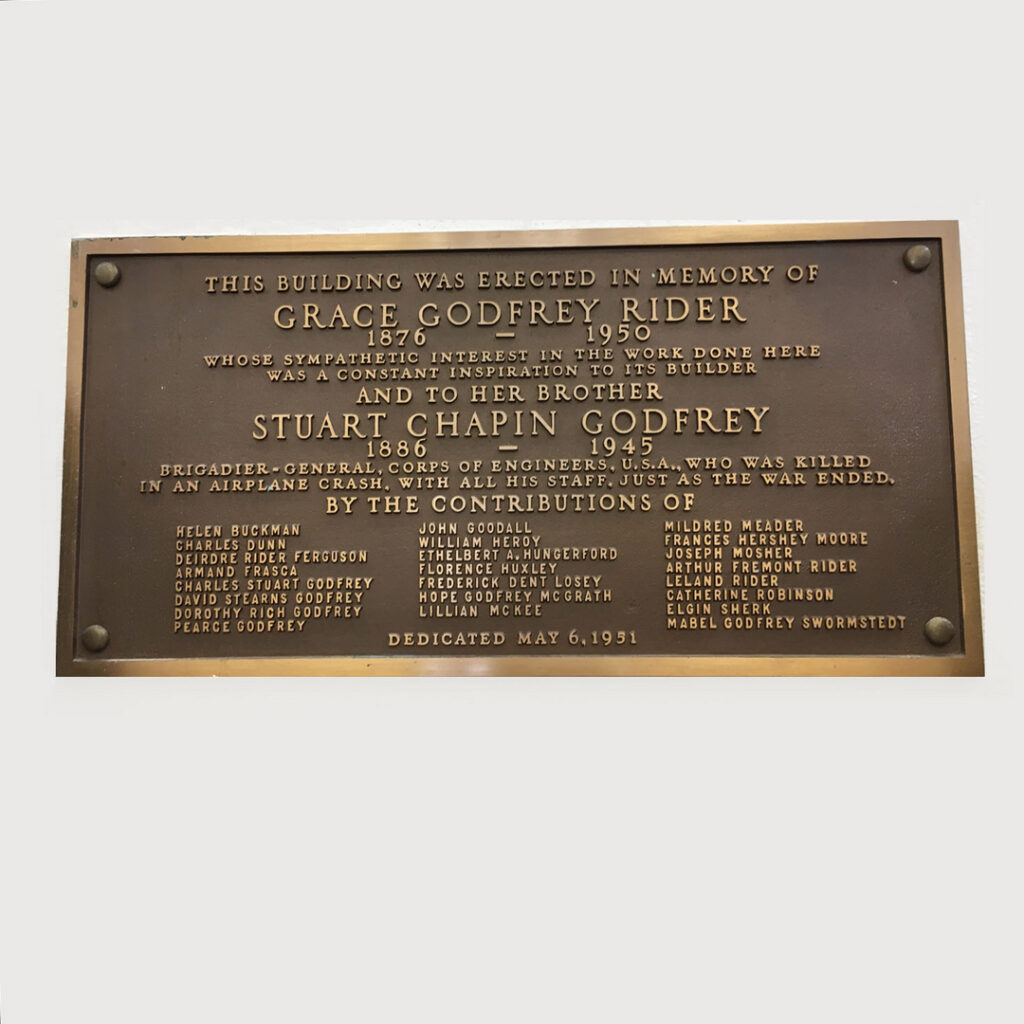 THIS BUILDING WAS ERECTED IN MEMORY OF
GRACE GODFREY RIDER
1876 — 1950
WHOSE SYMPATHETIC INTEREST IN THE WORK DONE HERE
WAS A CONSTANT INSPIRATION TO ITS BUILDER
AND TO HER BROTHER
STUART CHAPIN GODFREY
1886 — 1945
BRIGADIER-GENERAL, CORPS OF ENGINEERS, U.S.A., WHO WAS KILLED
IN AN AIRPLANE CRASH, WITH ALL HIS STAFF, JUST AS THE WAR ENDED.
BY THE CONTRIBUTIONS OF
HELEN BUCKMAN
CHARLES DUNN
DEIRDRE RIDER FERGUSON
ARMAND FRASCA
CHARLES STUART GODFREY
DAVID STEARNS GODFREY
DOROTHY RICH GODFREY
PEARCE GODFREY
JOHN GOODALL
WILLIAM HEROY
ETHELBERT A. HUNGERFORD
FLORENCE HUXLEY
FREDERICK DENT LOSEY
HOPE GODFREY MCGRATH
LILLIAN MCKEE
MILDRED MEADER
FRANCES HERSHEY MOORE
JOSEPH MOSHER
ARTHUR FREMONT RIDER
LELAND RIDER
CATHERINE ROBINSON
ELGIN SHERK
MABEL GODFREY SWORMSTEDT
DEDICATED MAY 6, 1951